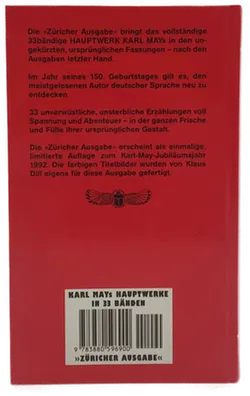 Die »Züricher Ausgabe« bringt das vollständige
33bändige HAUPTWERK KARL MAYs in den un-
gekürzten, ursprünglichen Fassungen – nach den
Ausgaben letzter Hand.
Im Jahr seines 150. Geburtstages gilt es, den
meistgelesenen Autor deutscher Sprache neu zu
entdecken.
33 unverwüstliche, unsterbliche Erzählungen voll
Spannung und Abenteuer – in der ganzen Frische
und Fülle ihrer ursprünglichen Gestalt.
Die »Züricher Ausgabe« erscheint als einmalige,
limitierte Auflage zum Karl-May-Jubiläumsjahr
1992. Die farbigen Titelbilder wurden von Klaus
Dill eigens für diese Ausgabe gefertigt.
KARL MAYs HAUPTWERKE
IN 33 BÄNDEN
9 783880 596900 >
»ZÜRICHER AUSGABE«